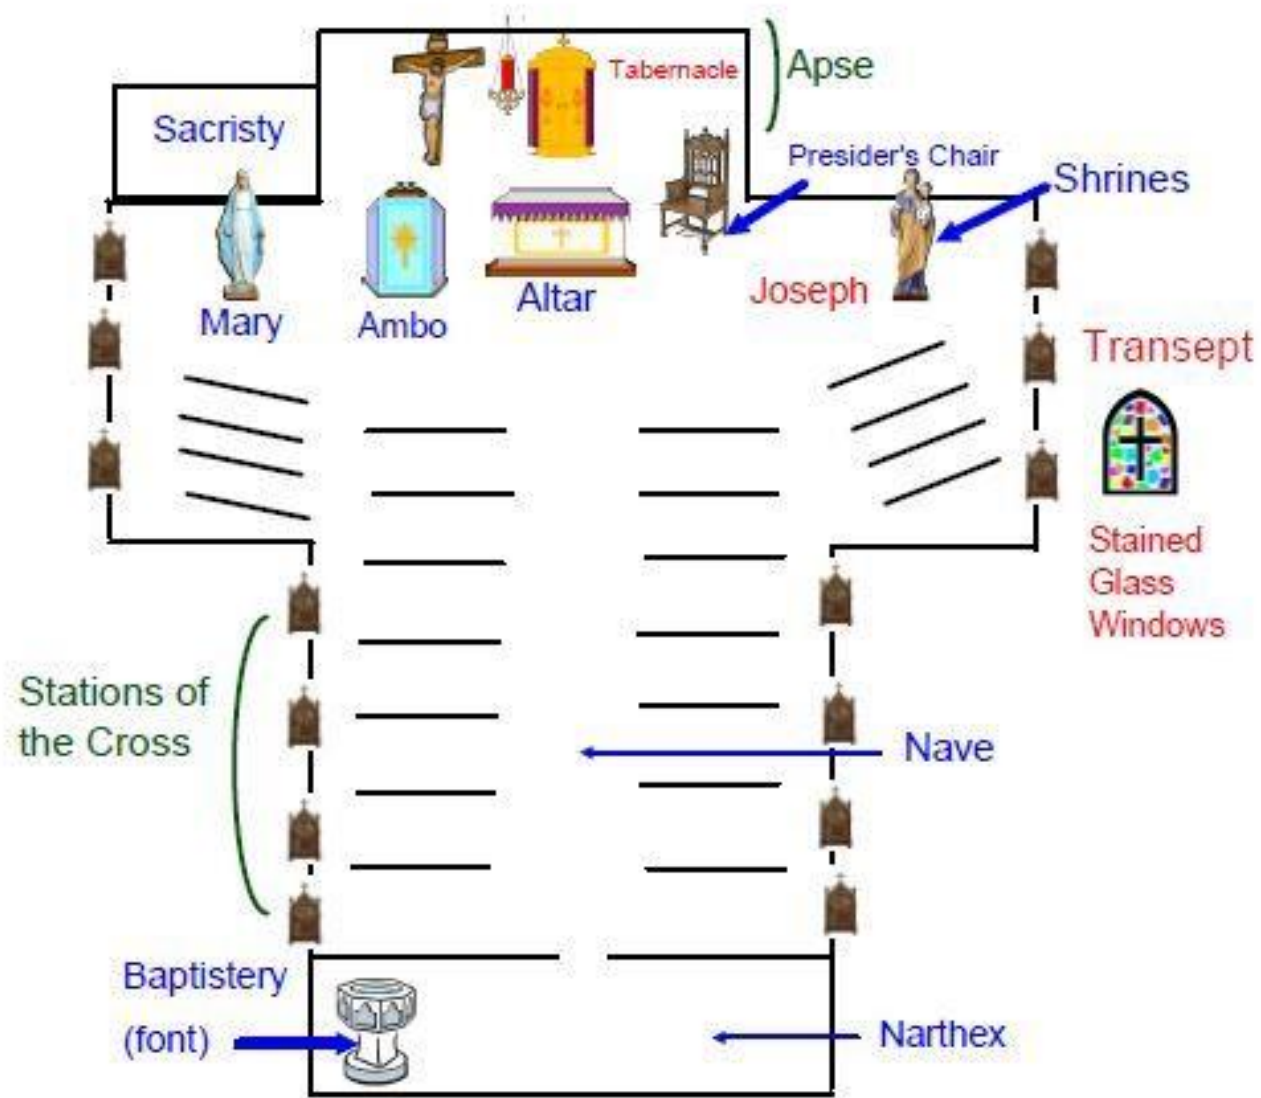 Tabernacle
Apse
Sacristy
Presider's Chair
Shrines
Joseph
Altar
Mary
Ambo
Transept
Stained
Glass
Windows
Stations of
the Cross
Nave
Baptistery
(font)
Narthex